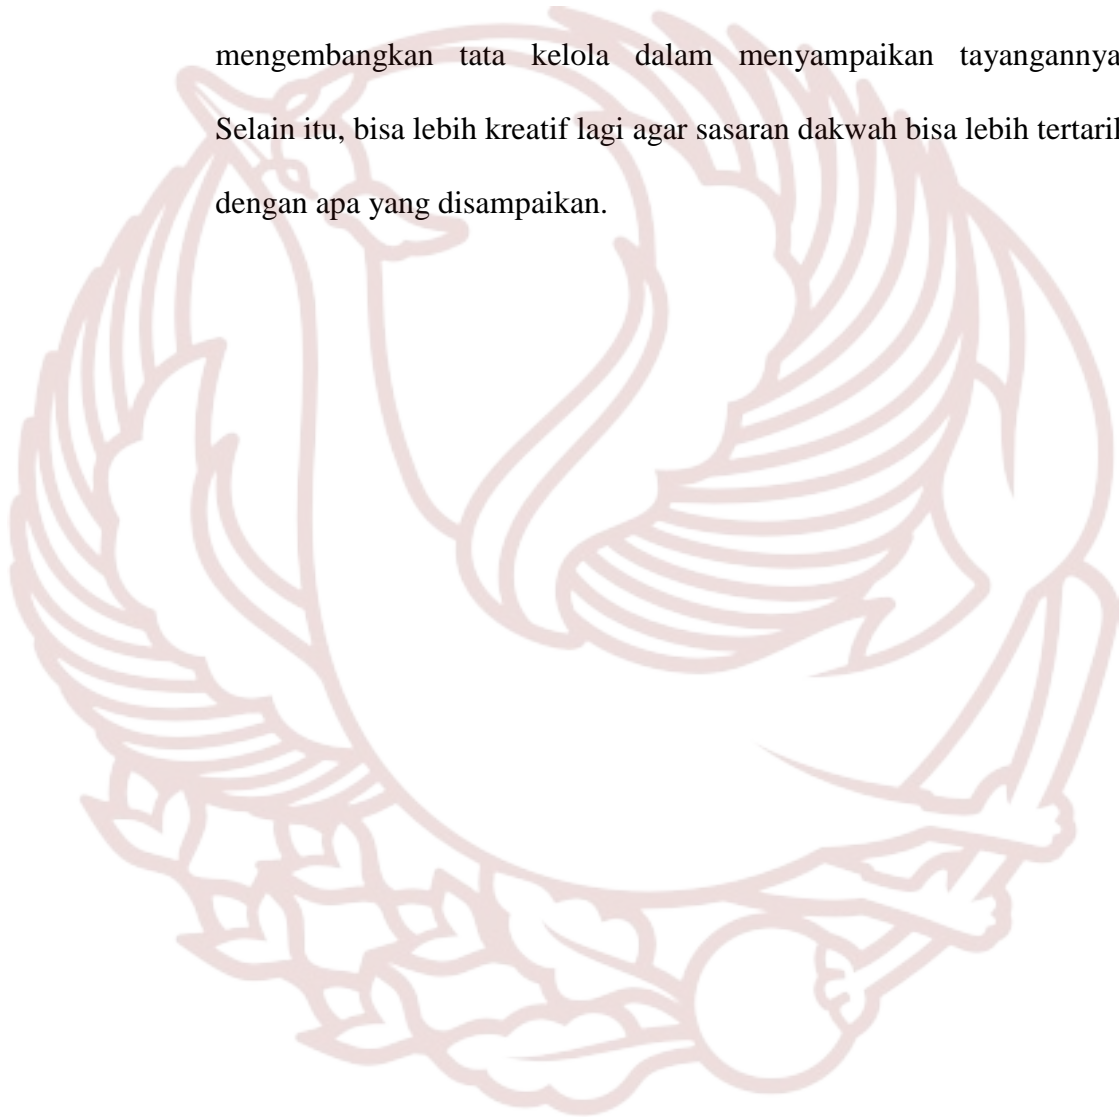 mengembangkan tata kelola dalam menyampaikan tayangannya
Selain itu, bisa lebih kreatif lagi agar sasaran dakwah bisa lebih tertarik
dengan apa yang disampaikan.